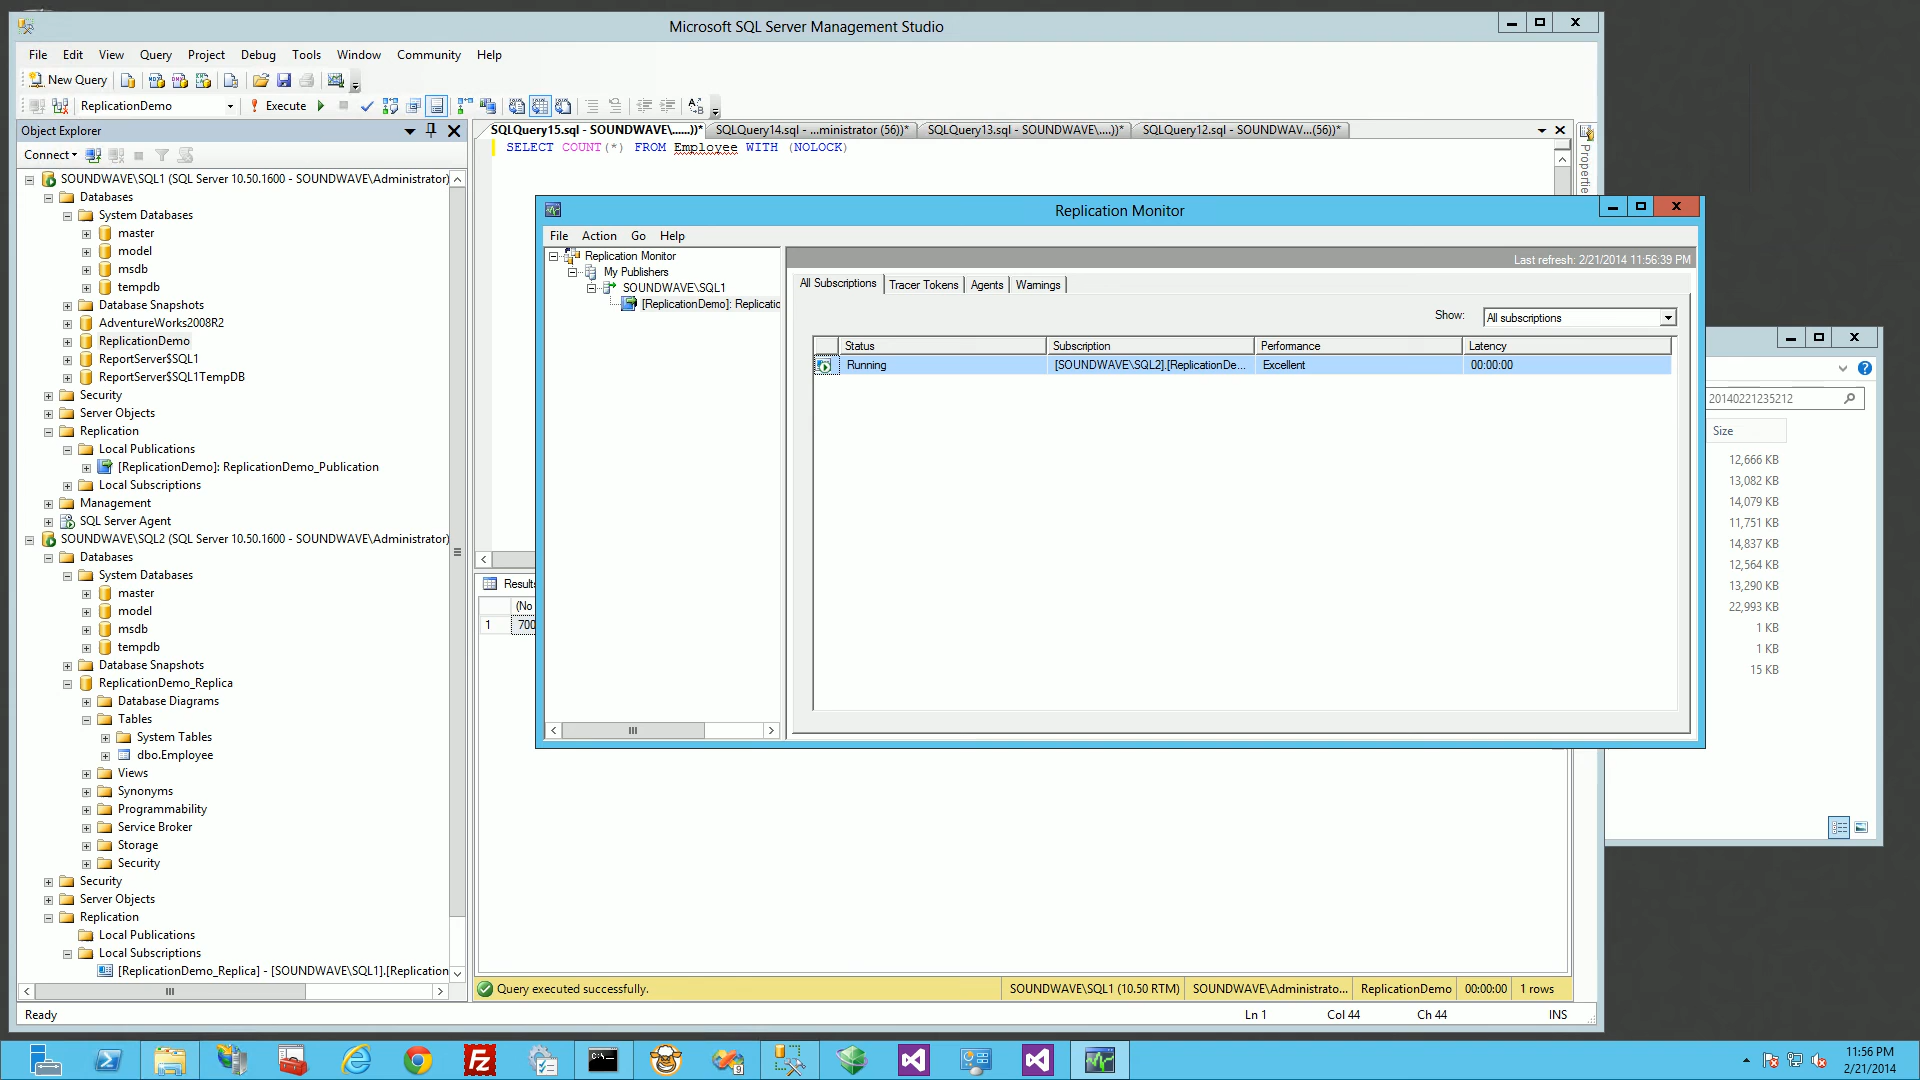 Microsoft SQL Server Management Studio
File Edit View Query Project Debug Tools Window Community Help
New Query
ReplicationDemo Execute
Object Explorer
Connect
SOUNDWAVE\SQL1 (SQL Server 10.50.1600 - SOUNDWAVE\Administrator)
Databases
System Databases
master
model
msdb
tempdb
Database Snapshots
AdventureWorks2008R2
ReplicationDemo
ReportServer$SQL1
ReportServer$SQL1TempDB
Security
Server Objects
Replication
Local Publications
[ReplicationDemo]: ReplicationDemo_Publication
Local Subscriptions
Management
SQL Server Agent
SOUNDWAVE\SQL2 (SQL Server 10.50.1600 - SOUNDWAVE\Administrator)
Databases
System Databases
master
model
msdb
tempdb
Database Snapshots
ReplicationDemo_Replica
Database Diagrams
Tables
System Tables
dbo.Employee
Views
Synonyms
Programmability
Service Broker
Storage
Security
Security
Server Objects
Replication
Local Publications
Local Subscriptions
[ReplicationDemo_Replica] - [SOUNDWAVE\SQL1].[Replication
SQLQuery15.sql - SOUNDWAVE\......))* SQLQuery14.sql - ...ministrator (56))* SQLQuery13.sql - SOUNDWAVE\....))* SQLQuery12.sql - SOUNDWAV...(56))*
SELECT COUNT(*) FROM Employee WITH (NOLOCK)
Propertie
Results
(No
1 700
Replication Monitor
File Action Go Help
Replication Monitor
My Publishers
SOUNDWAVE\SQL1
[ReplicationDemo]: Replicatic
Last refresh: 2/21/2014 11:56:39 PM
All Subscriptions Tracer Tokens Agents Warnings
Show: All subscriptions
Status Subscription Performance Latency
Running [SOUNDWAVE\SQL2].[ReplicationDe... Excellent 00:00:00
20140221235212
Size
12,666 KB
13,082 KB
14,079 KB
11,751 KB
14,837 KB
12,564 KB
13,290 KB
22,993 KB
1 KB
1 KB
15 KB
Query executed successfully. SOUNDWAVE\SQL1 (10.50 RTM) SOUNDWAVE\Administrato... ReplicationDemo 00:00:00 1 rows
Ready Ln 1 Col 44 Ch 44 INS
11:56 PM
2/21/2014